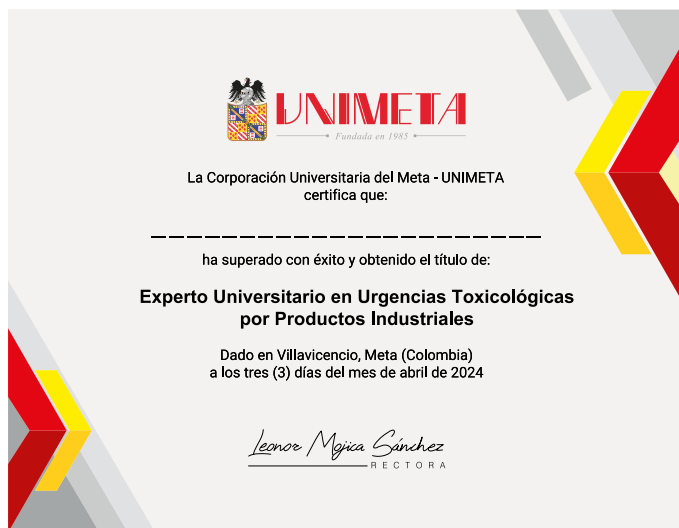 UNIMETA
Fundada en 1985
La Corporación Universitaria del Meta - UNIMETA
certifica que:
ha superado con éxito y obtenido el título de:
Experto Universitario en Urgencias Toxicológicas
por Productos Industriales
Dado en Villavicencio, Meta (Colombia)
a los tres (3) días del mes de abril de 2024
Leonor Mojica Sánchez
RECTORA